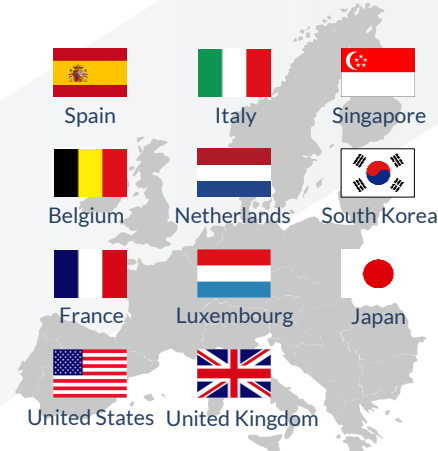 Spain Italy Singapore
Belgium Netherlands South Korea
France Luxembourg Japan
United States United Kingdom